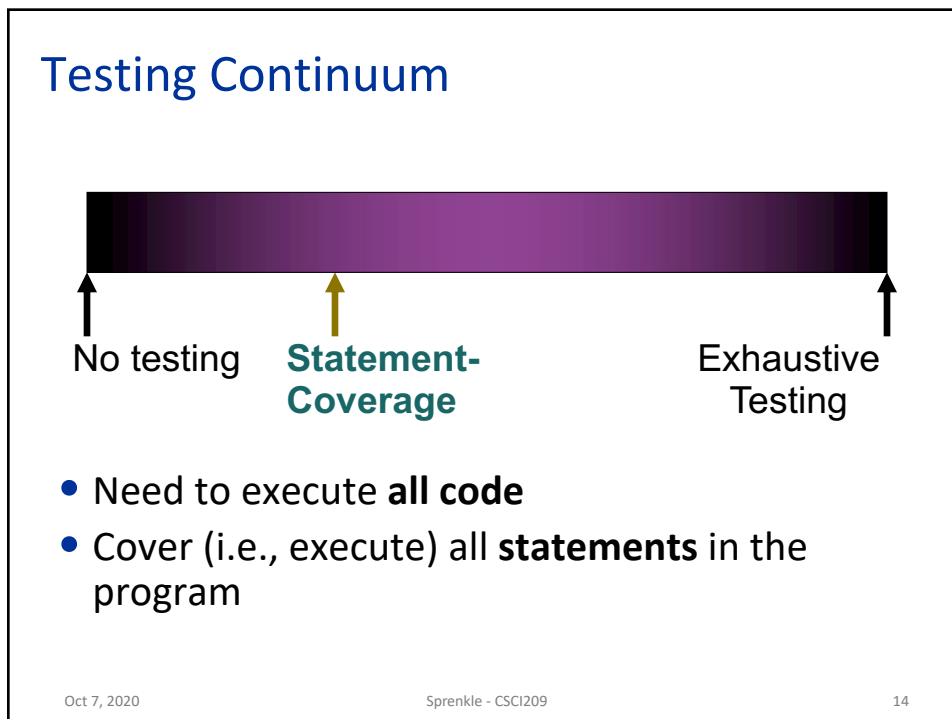 Testing Continuum
No testing
Statement-
Coverage
Exhaustive
Testing
• Need to execute all code
• Cover (i.e., execute) all statements in the
program
Oct 7, 2020
Sprenkle - CSCI209
14